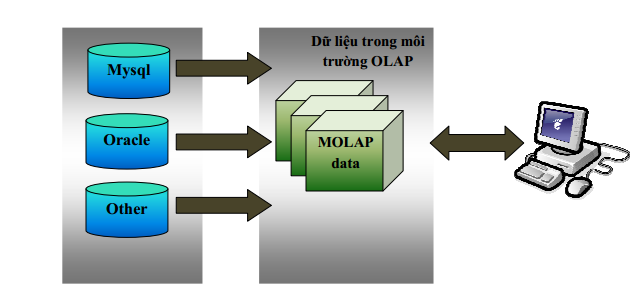 Mysql
Oracle
Other
Dữ liệu trong môi
trường OLAP
MOLAP
data